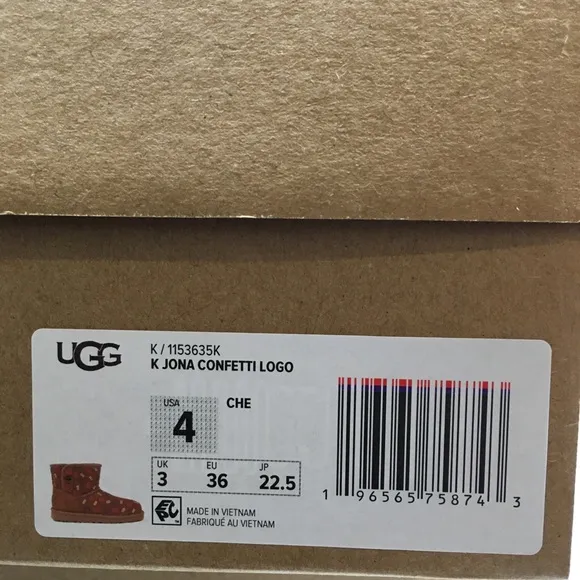 UGG
K / 1153635K
K JONA CONFETTI LOGO
USA
4
CHE
UK EU JP
3 36 22.5
MADE IN VIETNAM
FABRIQUÉ AU VIETNAM
1 96565 75874 3